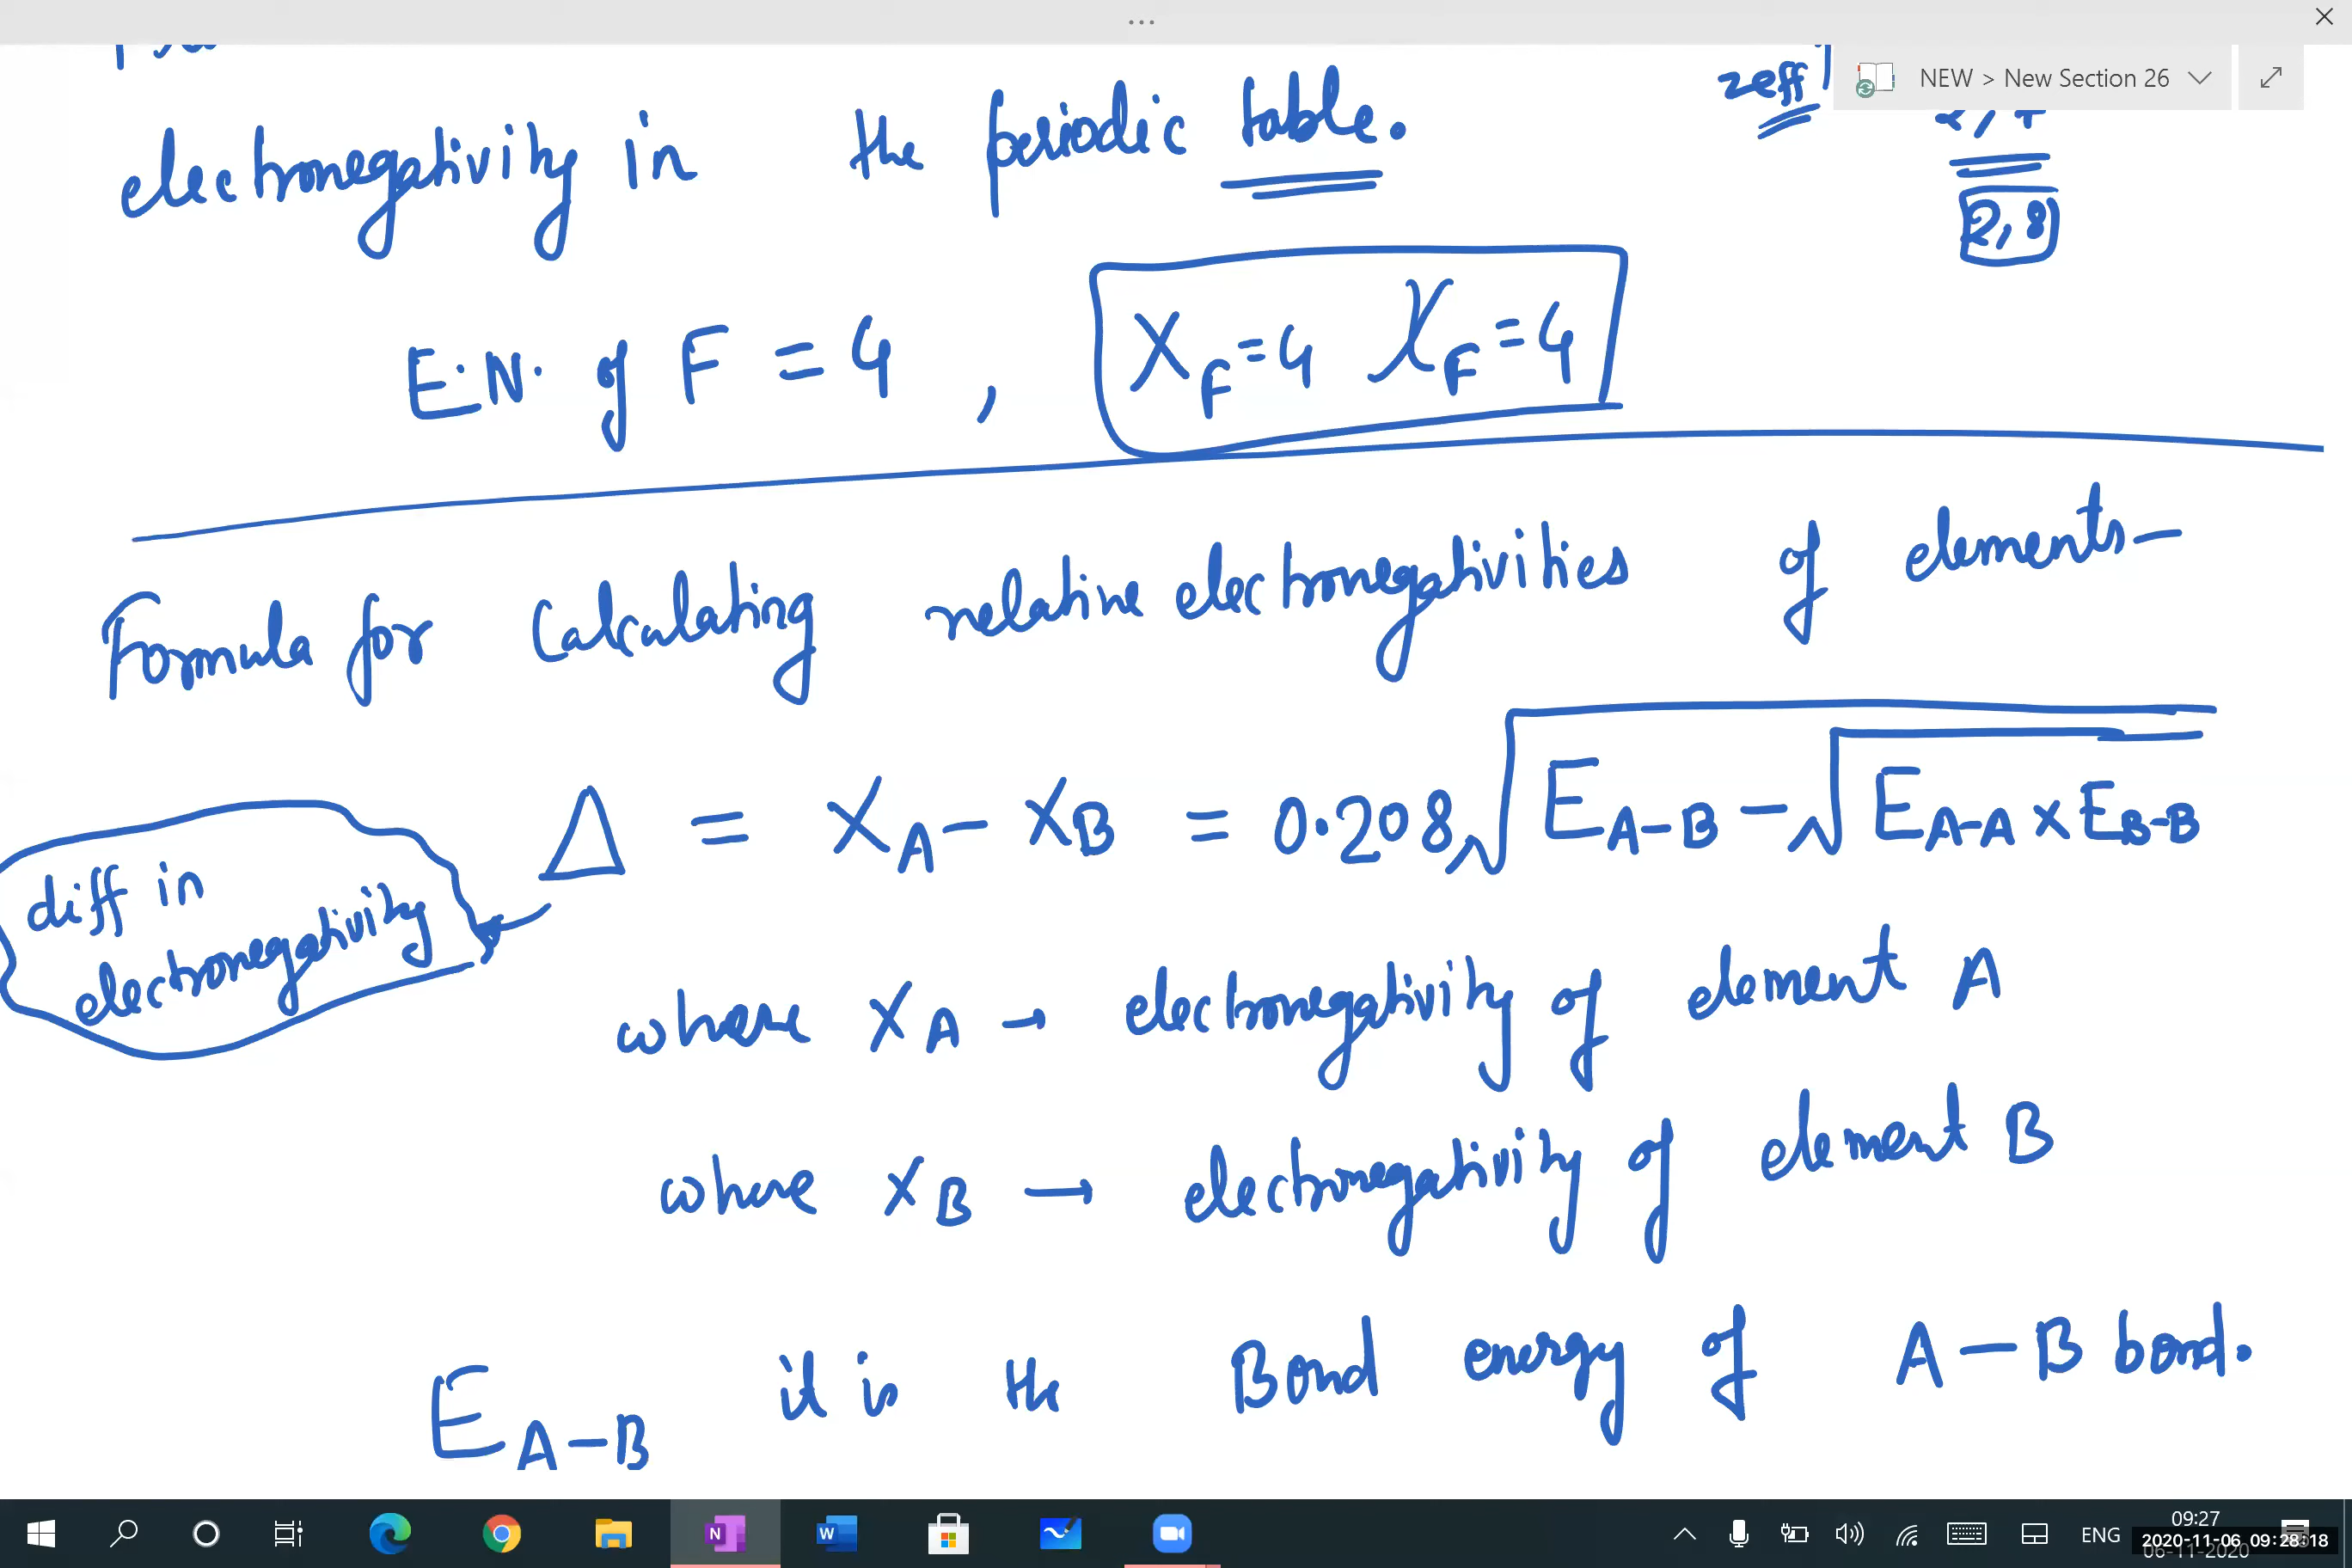 NEW > New Section 26
zeff
electronegativity in the periodic table.
2, 8
E.N. of F = 4 , X_F = 4 χ_F = 4
Formula for Calculating relative electronegativities of elements—
Δ = X_A − X_B = 0.208 √(E_A−B − √(E_A−A × E_B−B))
diff in
electronegativity
where X_A → electronegativity of element A
where X_B → electronegativity of element B
E_A−B it is the Bond energy of A − B bond.
ENG
09:27
2020-11-06 09:28:18
06-11-2020